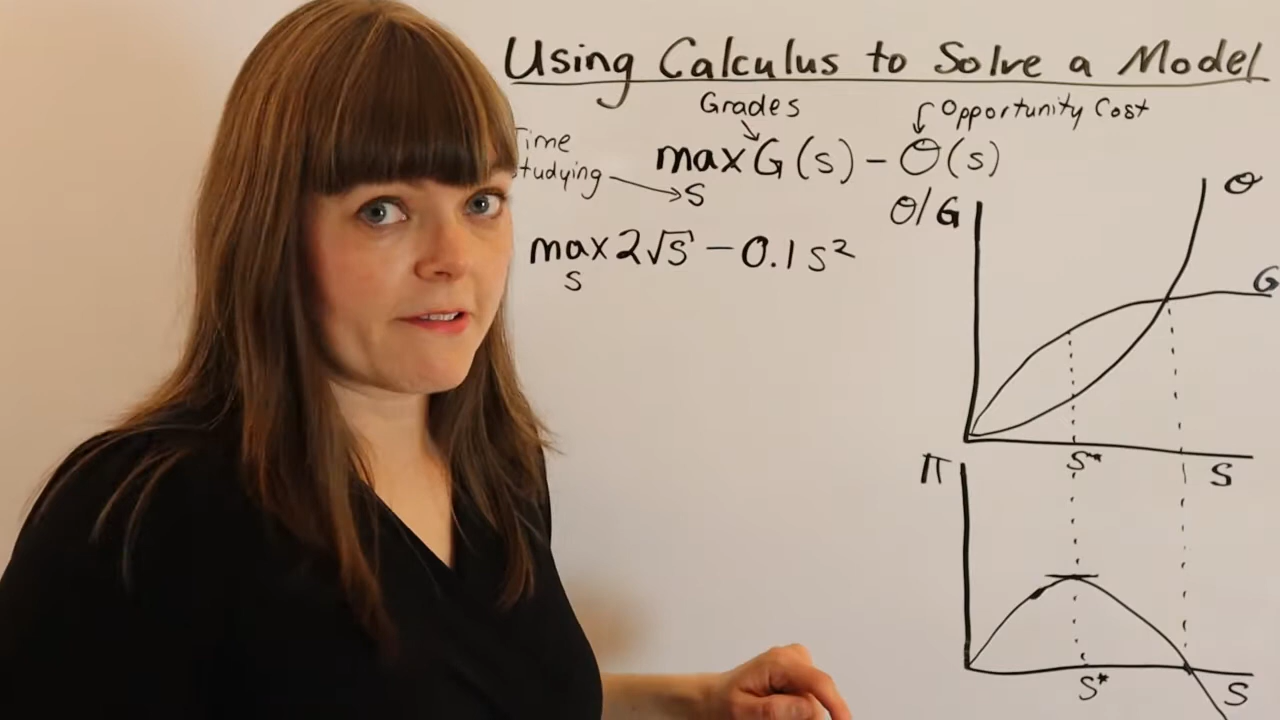 Using Calculus to Solve a Model
Grades
Opportunity Cost
Time
studying
max G(s) - O(s)
s
max 2√s - 0.1s²
s
O/G
O
G
s*
s
π
s*
s